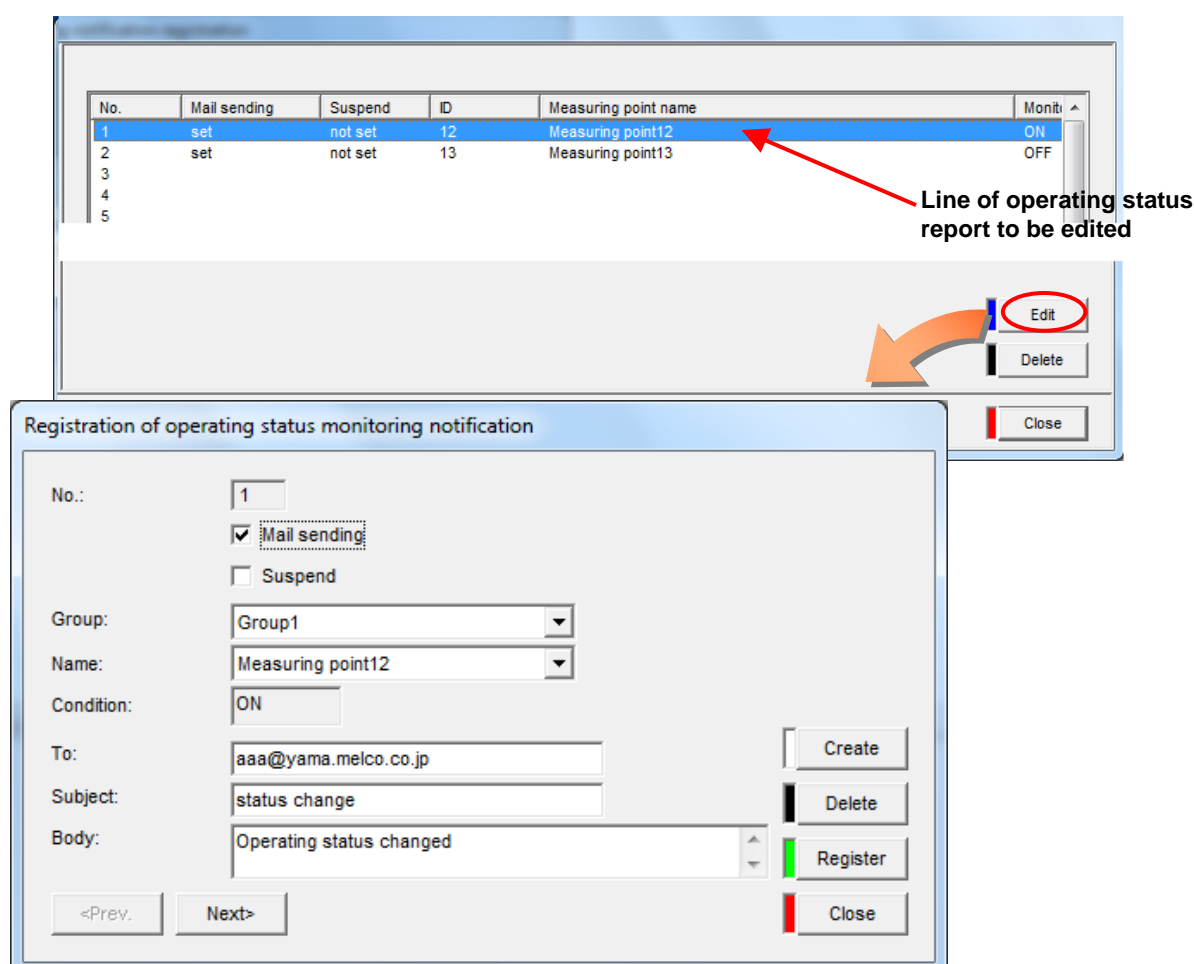 No. Mail sending Suspend ID Measuring point name Monit
1 set not set 12 Measuring point12 ON
2 set not set 13 Measuring point13 OFF
3
4
5
Line of operating status
report to be edited
Edit
Delete
Close
Registration of operating status monitoring notification
No.: 1
Mail sending
Suspend
Group: Group1
Name: Measuring point12
Condition: ON
To: aaa@yama.melco.co.jp
Subject: status change
Body: Operating status changed
Create
Delete
Register
Close
<Prev. Next>